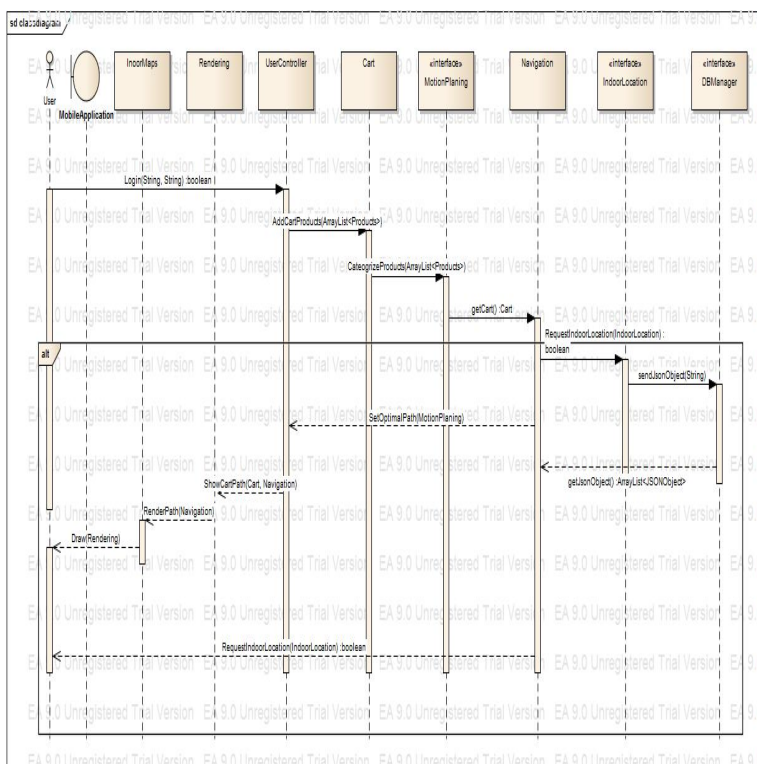 sd classdiagram
User
MobileApplication
InoorMaps
Rendering
UserController
Cart
«interface»
MotionPlaning
Navigation
«interface»
IndoorLocation
«interface»
DBManager
Login(String, String) :boolean
AddCartProducts(ArrayList<Products>)
CateogrizeProducts(ArrayList<Products>)
getCart() :Cart
RequestIndoorLocation(IndoorLocation) :
boolean
alt
sendJsonObject(String)
SetOptimalPath(MotionPlaning)
getJsonObject() :ArrayList<JSONObject>
ShowCartPath(Cart, Navigation)
RenderPath(Navigation)
Draw(Rendering)
RequestIndoorLocation(IndoorLocation) :boolean
EA 9.0 Unregistered Trial Version